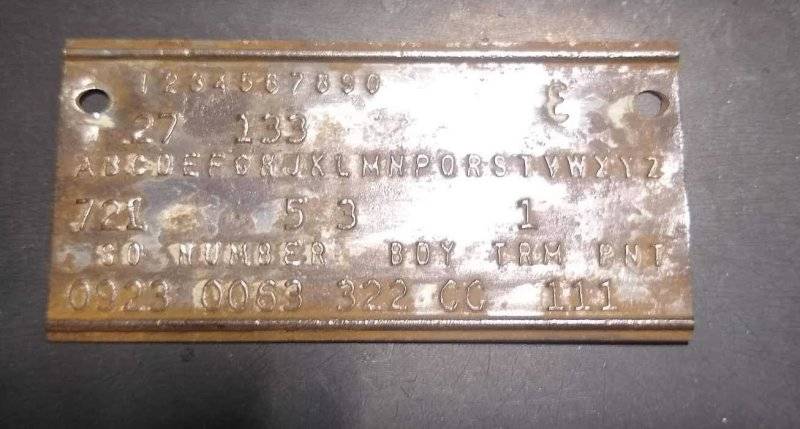 1234567890
27 133
ABCDEFGHJKLMNPQRSTVWXYZ
721 5 3 1
SO NUMBER BDY TRM PNT
0923 0063 322 CC 111